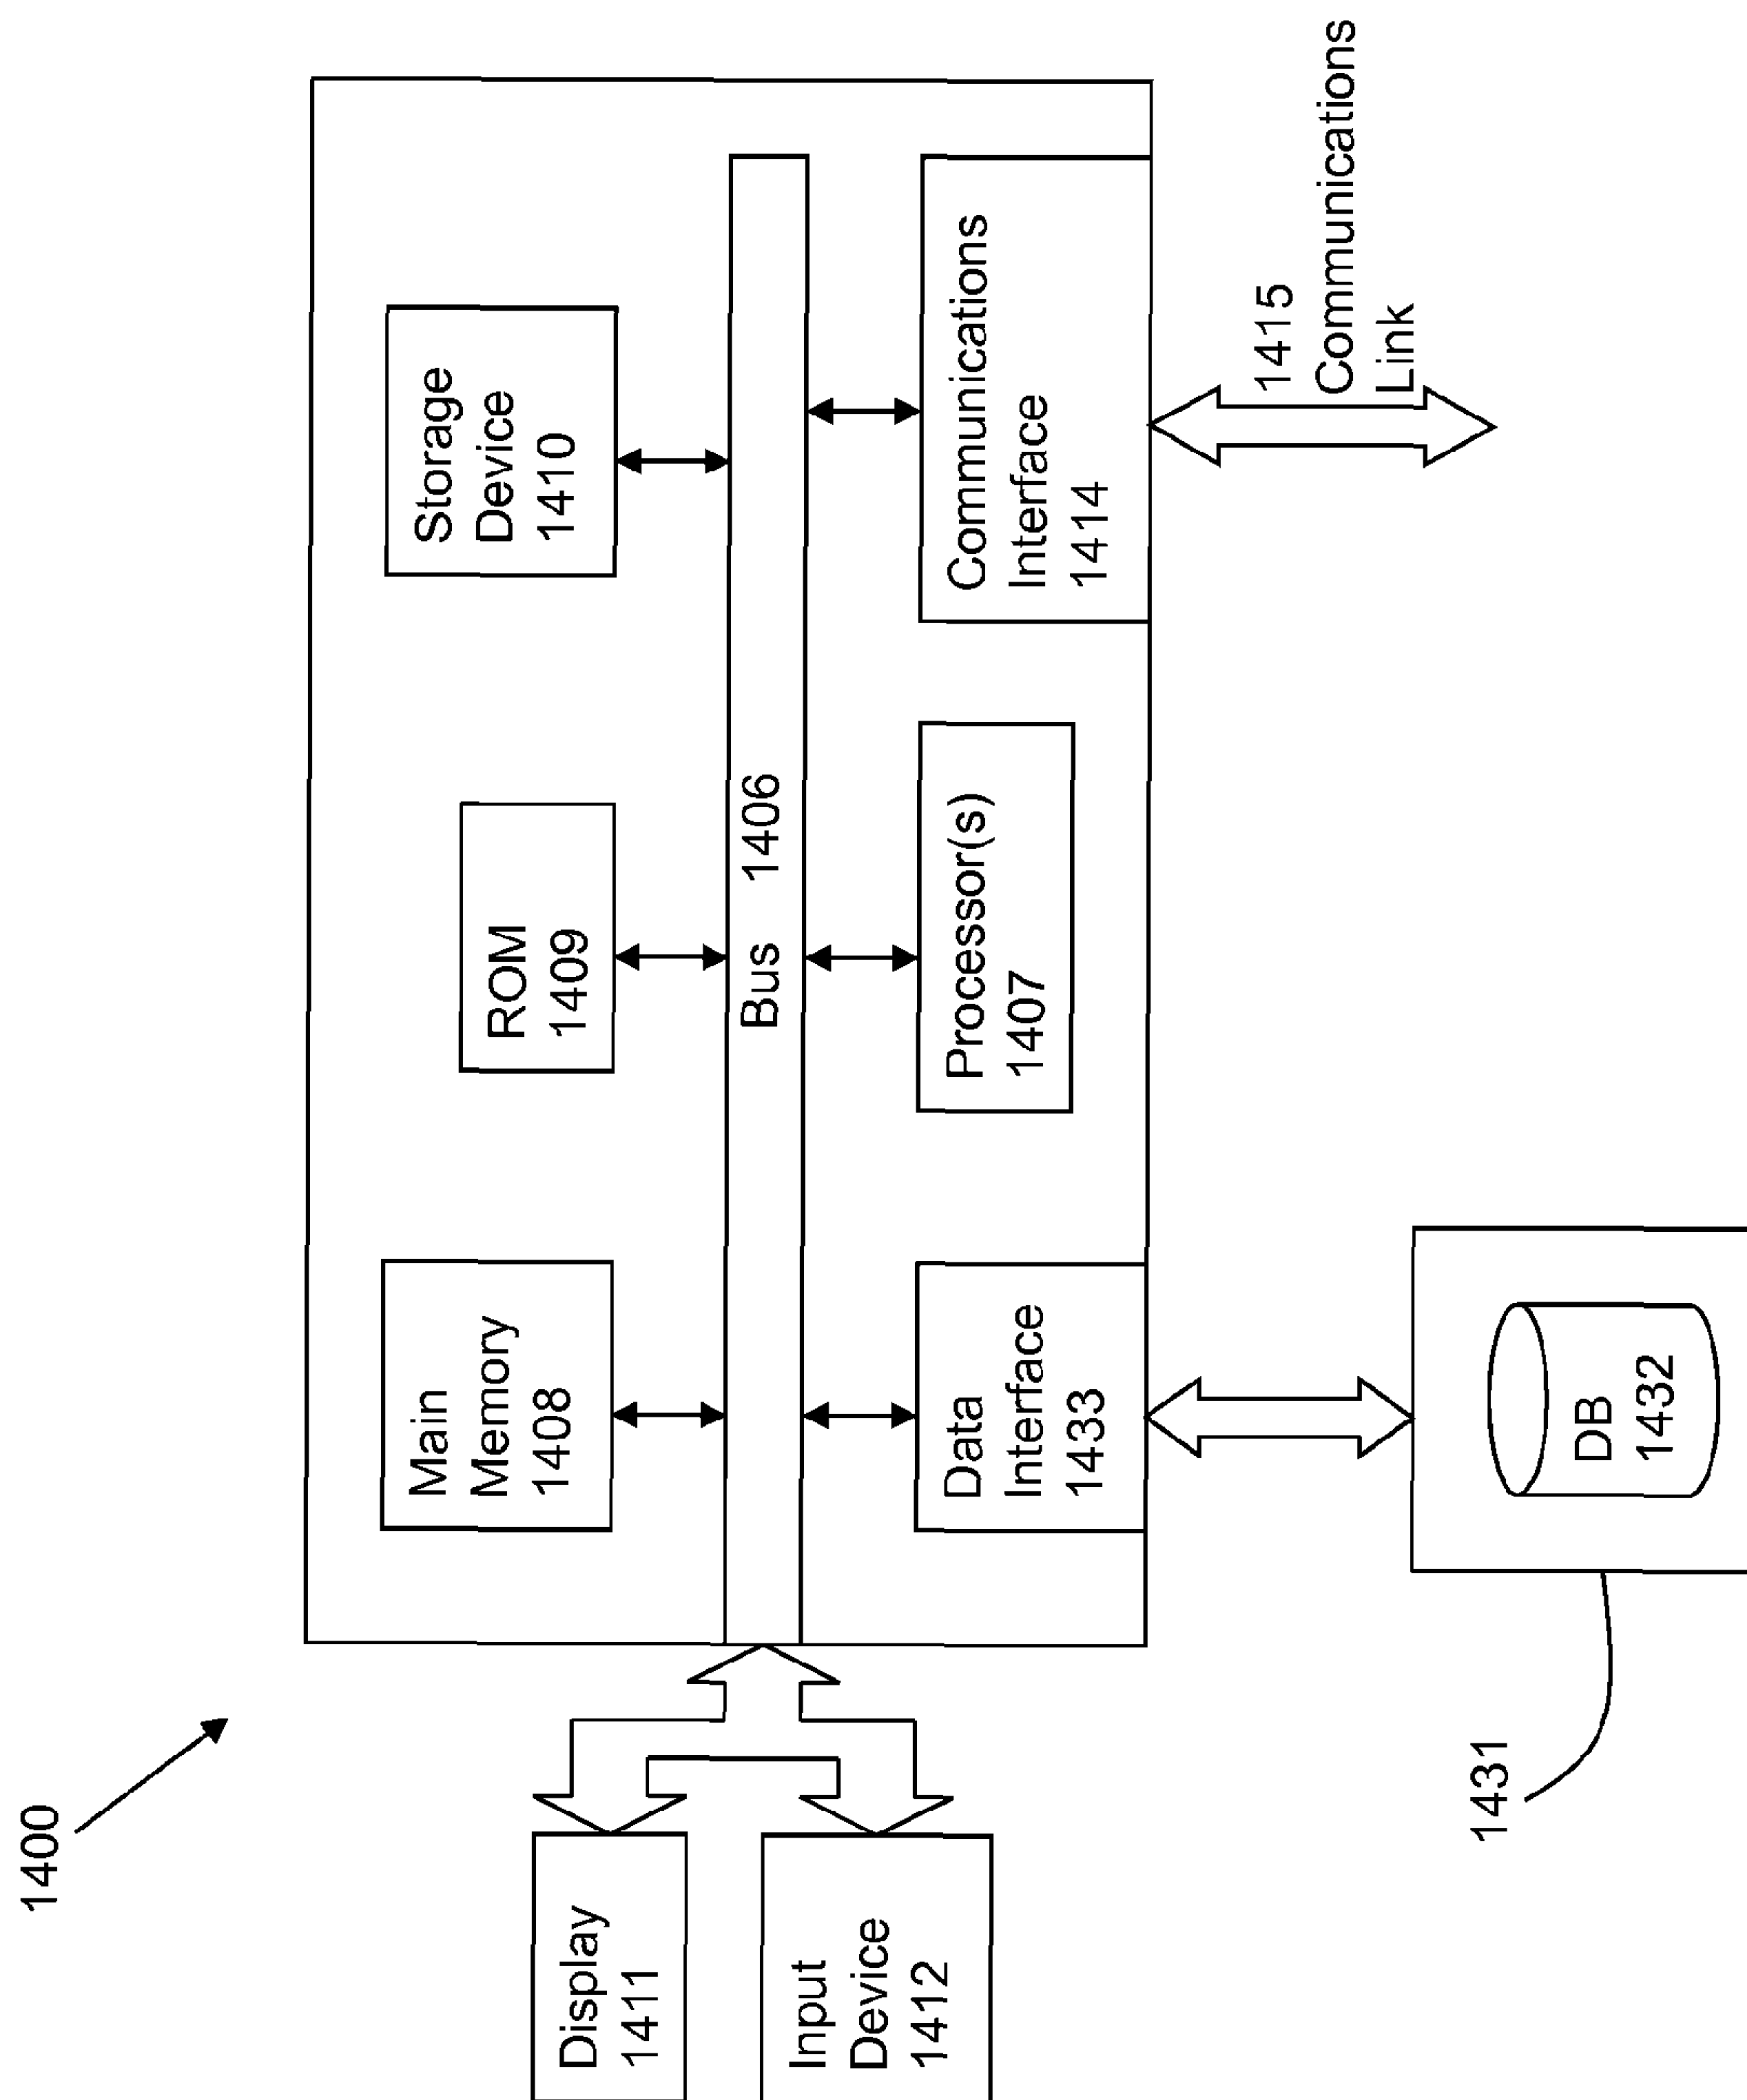 1400
Main
Memory
1408
ROM
1409
Storage
Device
1410
Display
1411
Bus 1406
Input
Device
1412
Data
Interface
1433
Processor(s)
1407
Communications
Interface
1414
1415
Communications
Link
1431
DB
1432